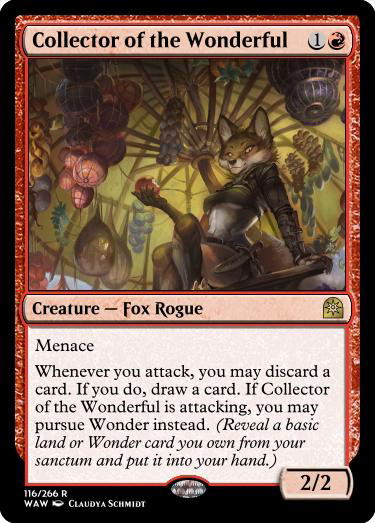 Collector of the Wonderful 1
Creature — Fox Rogue
Menace
Whenever you attack, you may discard a
card. If you do, draw a card. If Collector
of the Wonderful is attacking, you may
pursue Wonder instead. (Reveal a basic
land or Wonder card you own from your
sanctum and put it into your hand.)
2/2
116/266 R
WAW Claudya Schmidt